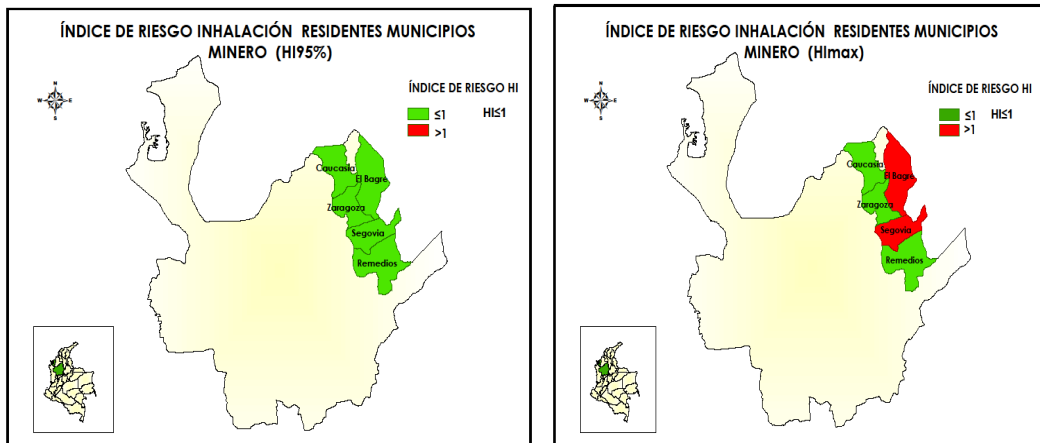 ÍNDICE DE RIESGO INHALACIÓN RESIDENTES MUNICIPIOS
MINERO (HI95%)
N
W E
S
ÍNDICE DE RIESGO HI
≤1 HI≤1
>1
Caucasia
El Bagre
Zaragoza
Segovia
Remedios
ÍNDICE DE RIESGO INHALACIÓN RESIDENTES MUNICIPIOS
MINERO (HImax)
N
W E
S
ÍNDICE DE RIESGO HI
≤1 HI≤1
>1
Caucasia
El Bagre
Zaragoza
Segovia
Remedios